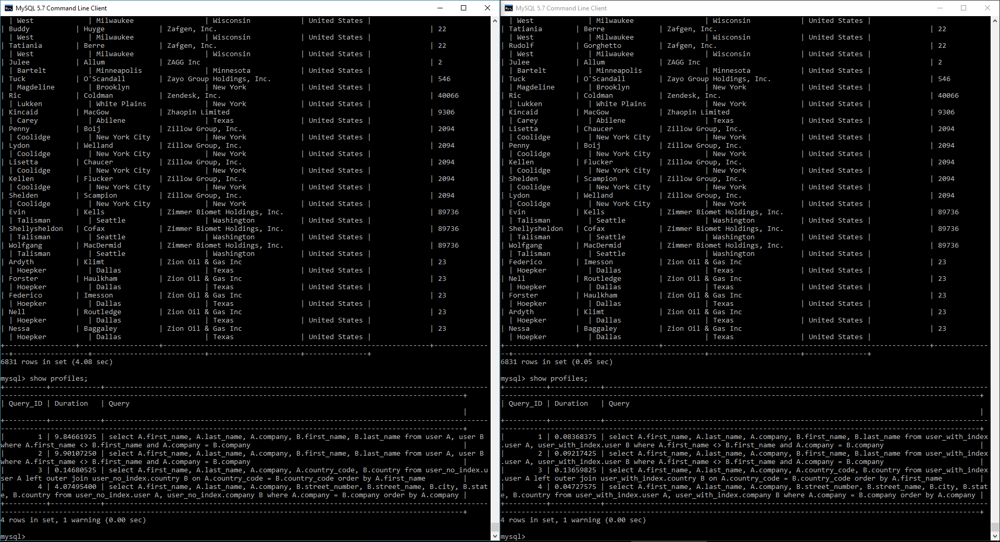 MySQL 5.7 Command Line Client
| West | Milwaukee | Wisconsin | United States |
| Buddy | Huyge | Zafgen, Inc. | 22
| West | Milwaukee | Wisconsin | United States |
| Tatiania | Berre | Zafgen, Inc. | 22
| West | Milwaukee | Wisconsin | United States |
| Julee | Allum | ZAGG Inc | 2
| Bartelt | Minneapolis | Minnesota | United States |
| Tuck | O'Scandall | Zayo Group Holdings, Inc. | 546
| Magdeline | Brooklyn | New York | United States |
| Ric | Coldman | Zendesk, Inc. | 40066
| Lukken | White Plains | New York | United States |
| Kincaid | MacGow | Zhaopin Limited | 9306
| Carey | Abilene | Texas | United States |
| Penny | Boij | Zillow Group, Inc. | 2094
| Coolidge | New York City | New York | United States |
| Lydon | Welland | Zillow Group, Inc. | 2094
| Coolidge | New York City | New York | United States |
| Lisetta | Chaucer | Zillow Group, Inc. | 2094
| Coolidge | New York City | New York | United States |
| Kellen | Flucker | Zillow Group, Inc. | 2094
| Coolidge | New York City | New York | United States |
| Shelden | Scampion | Zillow Group, Inc. | 2094
| Coolidge | New York City | New York | United States |
| Evin | Kells | Zimmer Biomet Holdings, Inc. | 89736
| Talisman | Seattle | Washington | United States |
| Shellysheldon | Cofax | Zimmer Biomet Holdings, Inc. | 89736
| Talisman | Seattle | Washington | United States |
| Wolfgang | MacDermid | Zimmer Biomet Holdings, Inc. | 89736
| Talisman | Seattle | Washington | United States |
| Ardyth | Klimt | Zion Oil & Gas Inc | 23
| Hoepker | Dallas | Texas | United States |
| Forster | Haulkham | Zion Oil & Gas Inc | 23
| Hoepker | Dallas | Texas | United States |
| Federico | Imesson | Zion Oil & Gas Inc | 23
| Hoepker | Dallas | Texas | United States |
| Nell | Routledge | Zion Oil & Gas Inc | 23
| Hoepker | Dallas | Texas | United States |
| Nessa | Baggaley | Zion Oil & Gas Inc | 23
| Hoepker | Dallas | Texas | United States |
6831 rows in set (4.08 sec)
mysql> show profiles;
| Query_ID | Duration | Query
|
| 1 | 9.84661925 | select A.first_name, A.last_name, A.company, B.first_name, B.last_name from user A, user B
where A.first_name <> B.first_name and A.company = B.company |
| 2 | 9.90107250 | select A.first_name, A.last_name, A.company, B.first_name, B.last_name from user A, user B
where A.first_name <> B.first_name and A.company = B.company |
| 3 | 0.14680525 | select A.first_name, A.last_name, A.company, A.country_code, B.country from user_no_index.u
ser A left outer join user_no_index.country B on A.country_code = B.country_code order by A.first_name |
| 4 | 4.07495400 | select A.first_name, A.last_name, A.company, B.street_number, B.street_name, B.city, B.stat
e, B.country from user_no_index.user A, user_no_index.company B where A.company = B.company order by A.company |
4 rows in set, 1 warning (0.00 sec)
mysql>
MySQL 5.7 Command Line Client
| West | Milwaukee | Wisconsin | United States |
| Tatiania | Berre | Zafgen, Inc. | 22
| West | Milwaukee | Wisconsin | United States |
| Rudolf | Gorghetto | Zafgen, Inc. | 22
| West | Milwaukee | Wisconsin | United States |
| Julee | Allum | ZAGG Inc | 2
| Bartelt | Minneapolis | Minnesota | United States |
| Tuck | O'Scandall | Zayo Group Holdings, Inc. | 546
| Magdeline | Brooklyn | New York | United States |
| Ric | Coldman | Zendesk, Inc. | 40066
| Lukken | White Plains | New York | United States |
| Kincaid | MacGow | Zhaopin Limited | 9306
| Carey | Abilene | Texas | United States |
| Lisetta | Chaucer | Zillow Group, Inc. | 2094
| Coolidge | New York City | New York | United States |
| Penny | Boij | Zillow Group, Inc. | 2094
| Coolidge | New York City | New York | United States |
| Kellen | Flucker | Zillow Group, Inc. | 2094
| Coolidge | New York City | New York | United States |
| Shelden | Scampion | Zillow Group, Inc. | 2094
| Coolidge | New York City | New York | United States |
| Lydon | Welland | Zillow Group, Inc. | 2094
| Coolidge | New York City | New York | United States |
| Evin | Kells | Zimmer Biomet Holdings, Inc. | 89736
| Talisman | Seattle | Washington | United States |
| Shellysheldon | Cofax | Zimmer Biomet Holdings, Inc. | 89736
| Talisman | Seattle | Washington | United States |
| Wolfgang | MacDermid | Zimmer Biomet Holdings, Inc. | 89736
| Talisman | Seattle | Washington | United States |
| Federico | Imesson | Zion Oil & Gas Inc | 23
| Hoepker | Dallas | Texas | United States |
| Nell | Routledge | Zion Oil & Gas Inc | 23
| Hoepker | Dallas | Texas | United States |
| Forster | Haulkham | Zion Oil & Gas Inc | 23
| Hoepker | Dallas | Texas | United States |
| Ardyth | Klimt | Zion Oil & Gas Inc | 23
| Hoepker | Dallas | Texas | United States |
| Nessa | Baggaley | Zion Oil & Gas Inc | 23
| Hoepker | Dallas | Texas | United States |
6831 rows in set (0.05 sec)
mysql> show profiles;
| Query_ID | Duration | Query
|
| 1 | 0.08368375 | select A.first_name, A.last_name, A.company, B.first_name, B.last_name from user_with_index
.user A, user_with_index.user B where A.first_name <> B.first_name and A.company = B.company |
| 2 | 0.09217425 | select A.first_name, A.last_name, A.company, B.first_name, B.last_name from user_with_index
.user A, user_with_index.user B where A.first_name <> B.first_name and A.company = B.company |
| 3 | 0.13659825 | select A.first_name, A.last_name, A.company, A.country_code, B.country from user_with_index
.user A left outer join user_with_index.country B on A.country_code = B.country_code order by A.first_name |
| 4 | 0.04727575 | select A.first_name, A.last_name, A.company, B.street_number, B.street_name, B.city, B.stat
e, B.country from user_with_index.user A, user_with_index.company B where A.company = B.company order by A.company |
4 rows in set, 1 warning (0.00 sec)
mysql>